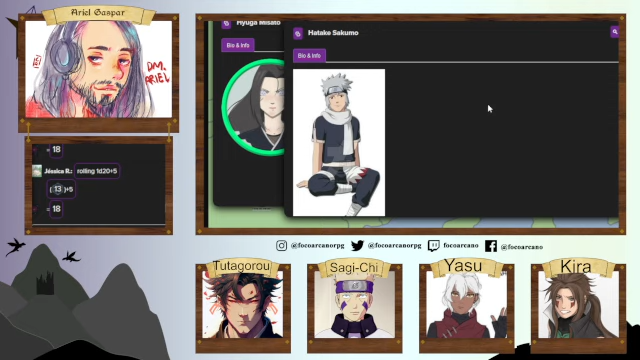 Ariel Gaspar
DM.
ARIEL
= 18
Jéssica R.: rolling 1d20+5
(13)+5
= 18
Hyuga Misato
Bio & Info
Hatake Sakumo
Bio & Info
@focoarcanorpg
@focoarcanorpg
focoarcano
@focoarcano
Tutagorou
Sagi-Chi
Yasu
Kira